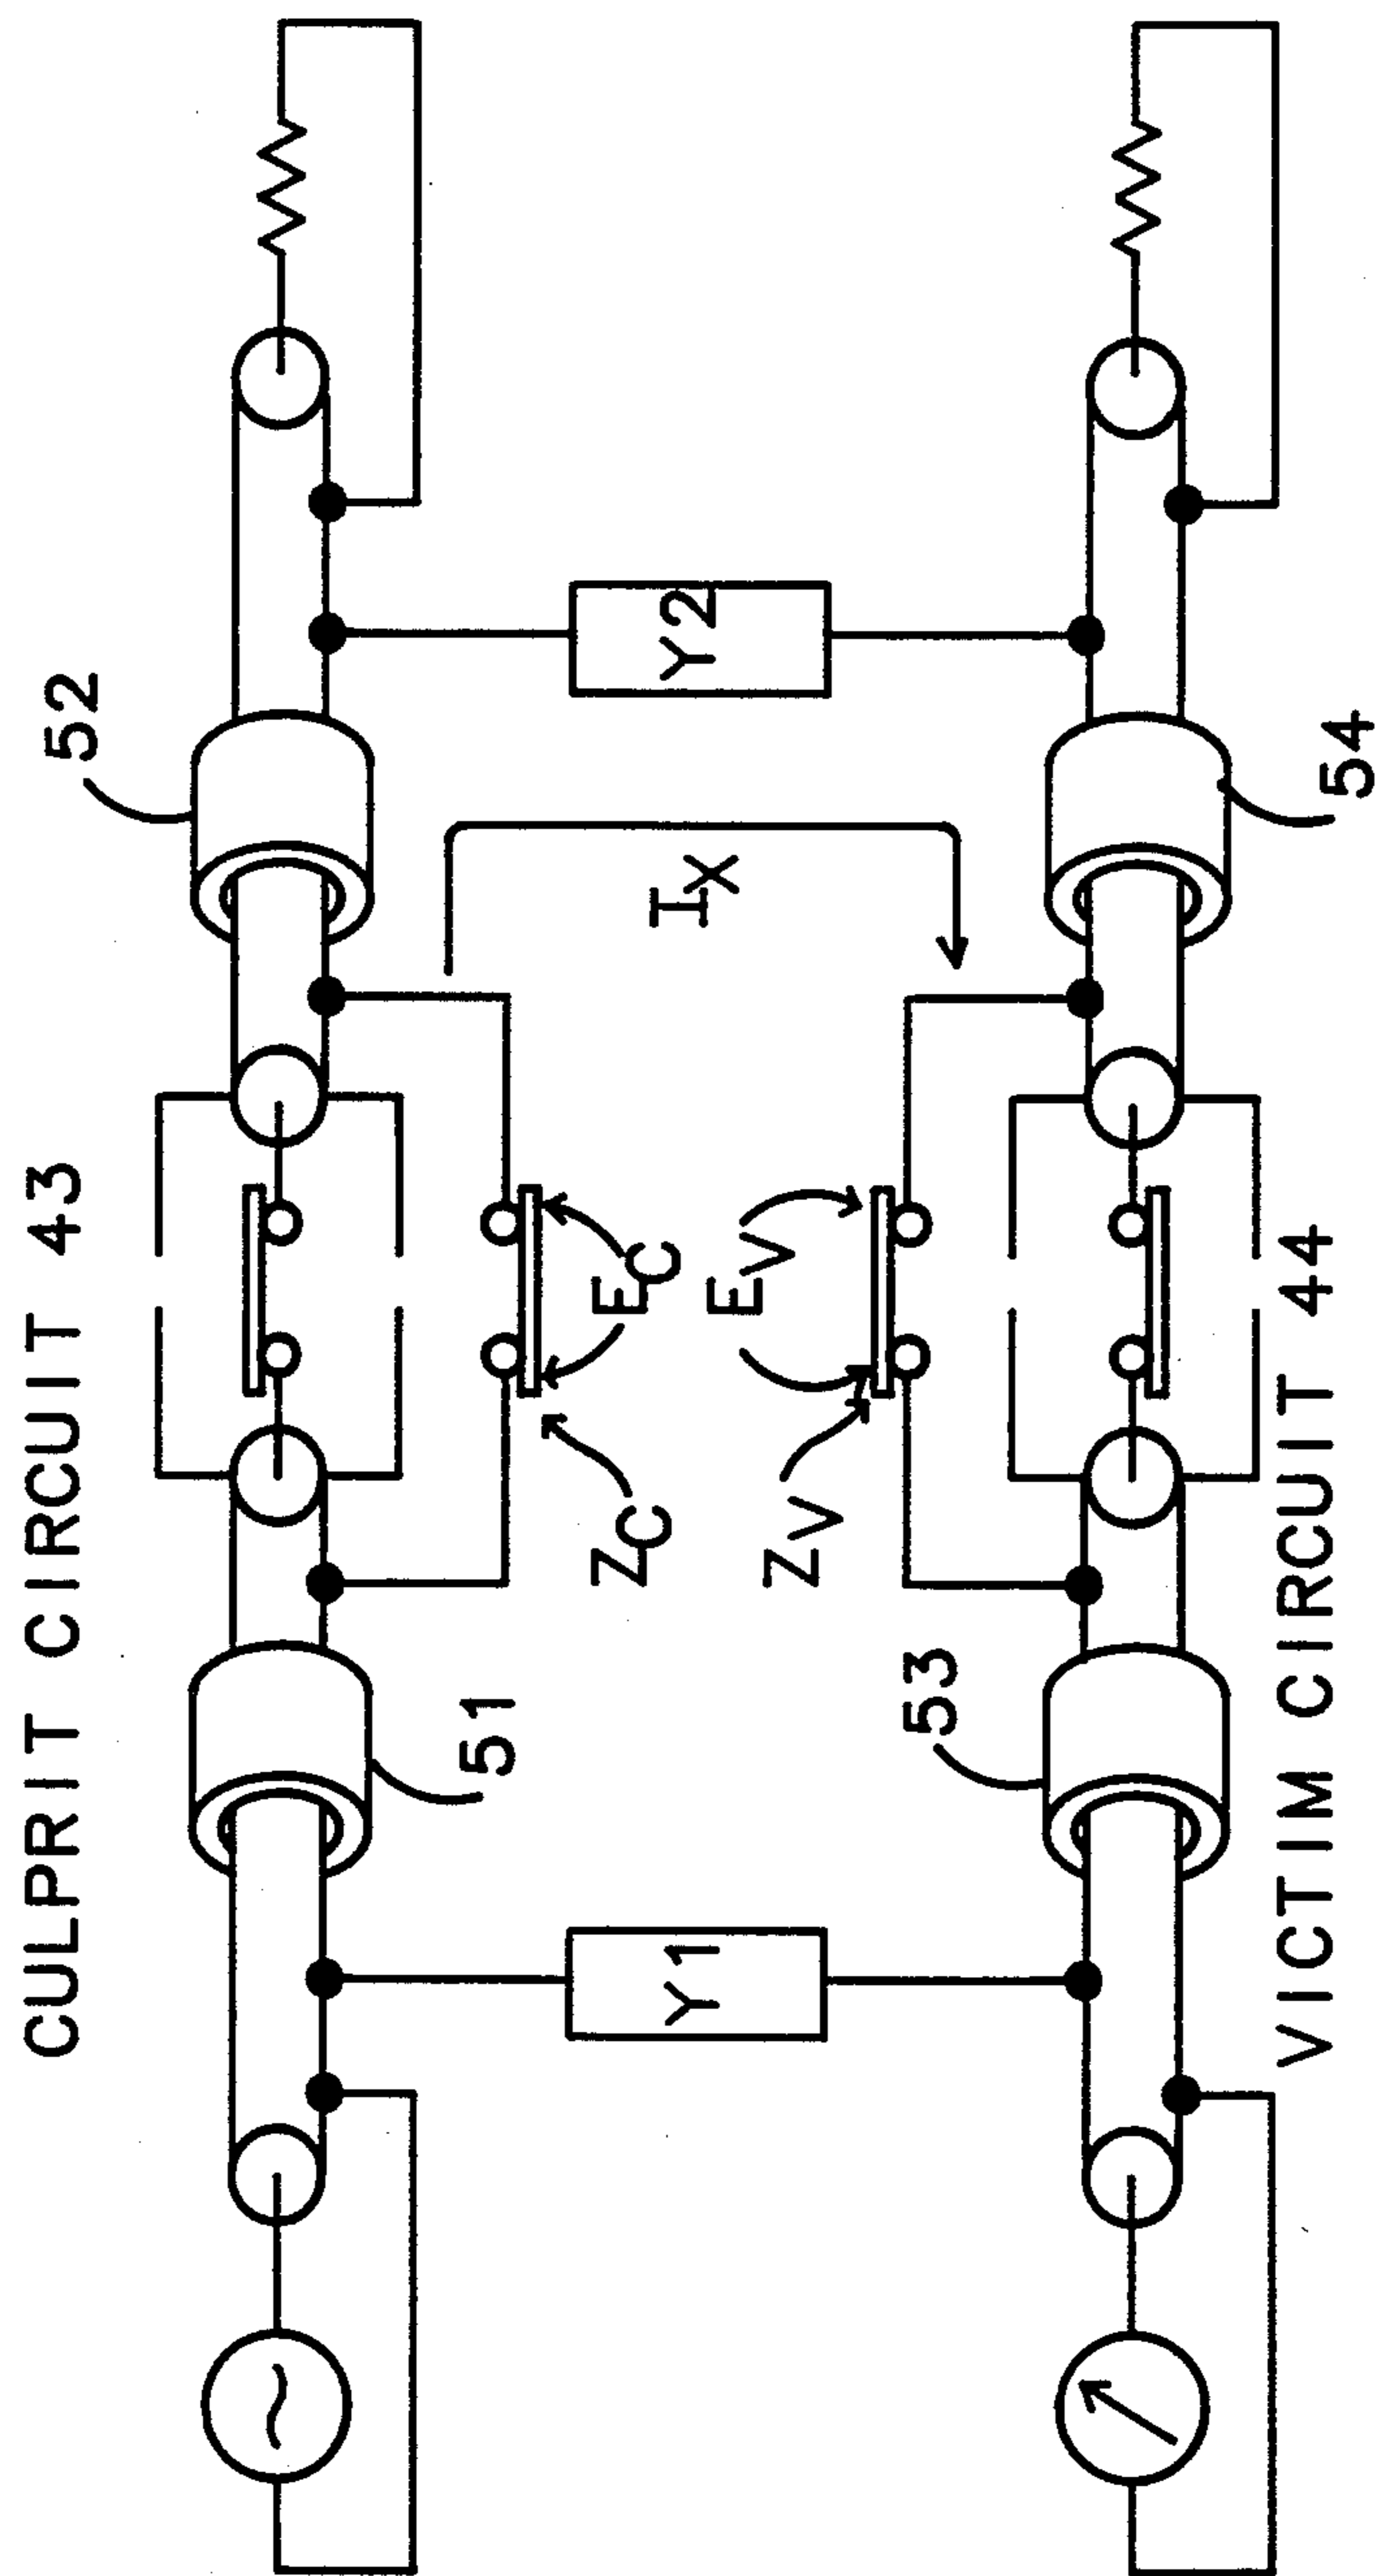 CULPRIT CIRCUIT 43
51
52
Y1
ZC
EC
IX
Y2
ZV
EV
53
54
VICTIM CIRCUIT 44